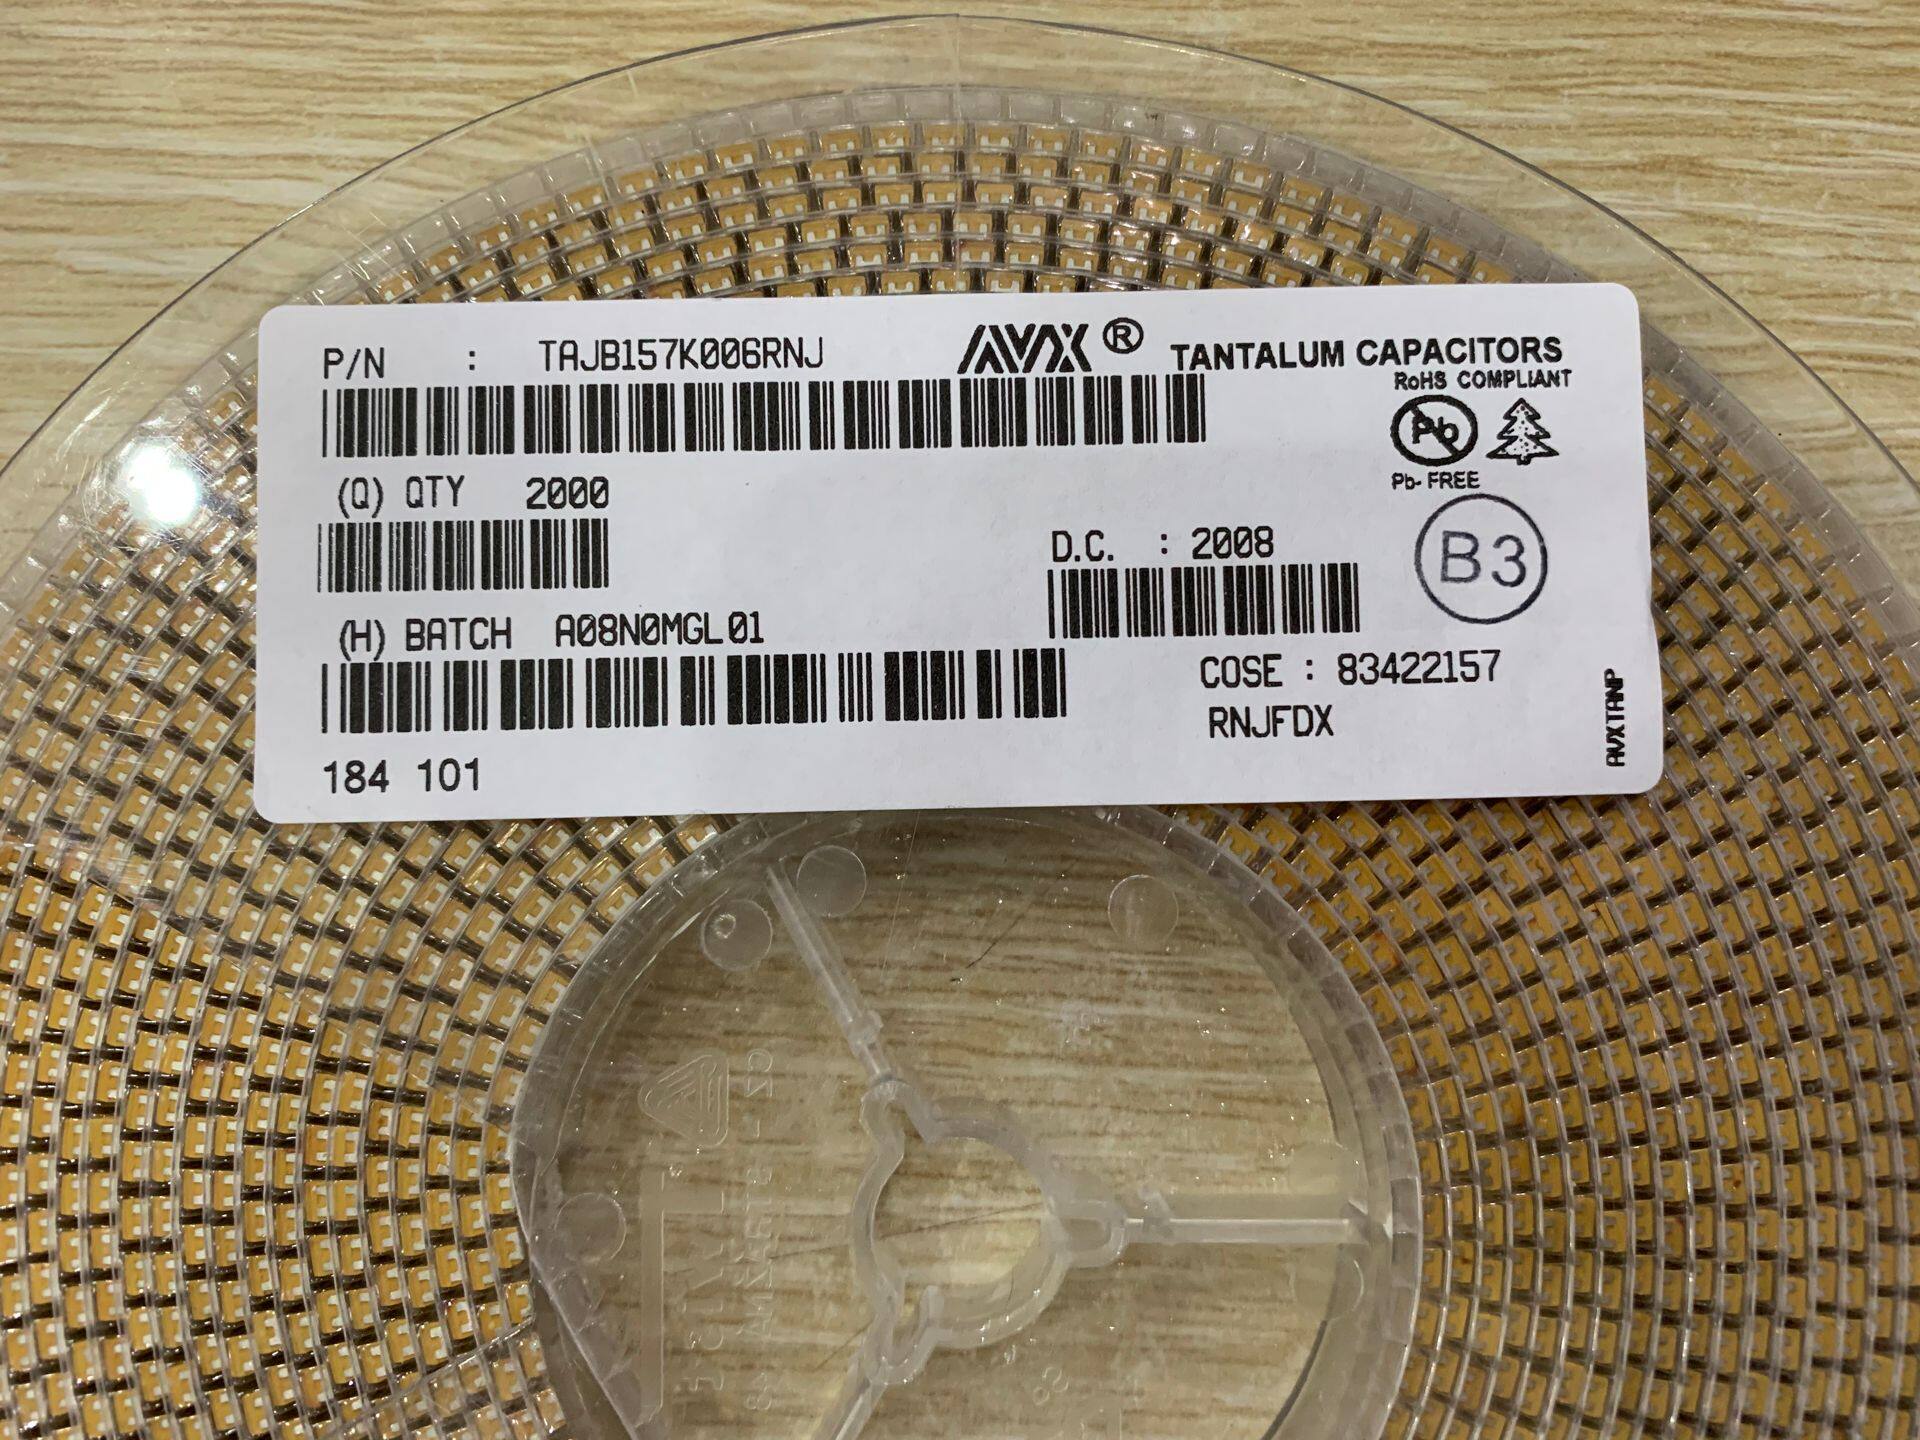 P/N : TAJB157K006RNJ
AVX ® TANTALUM CAPACITORS
RoHS COMPLIANT
Pb
Pb- FREE
(Q) QTY 2000
D.C. : 2008
B3
(H) BATCH A08N0MGL01
COSE : 83422157
RNJFDX
184 101
AVXTANP